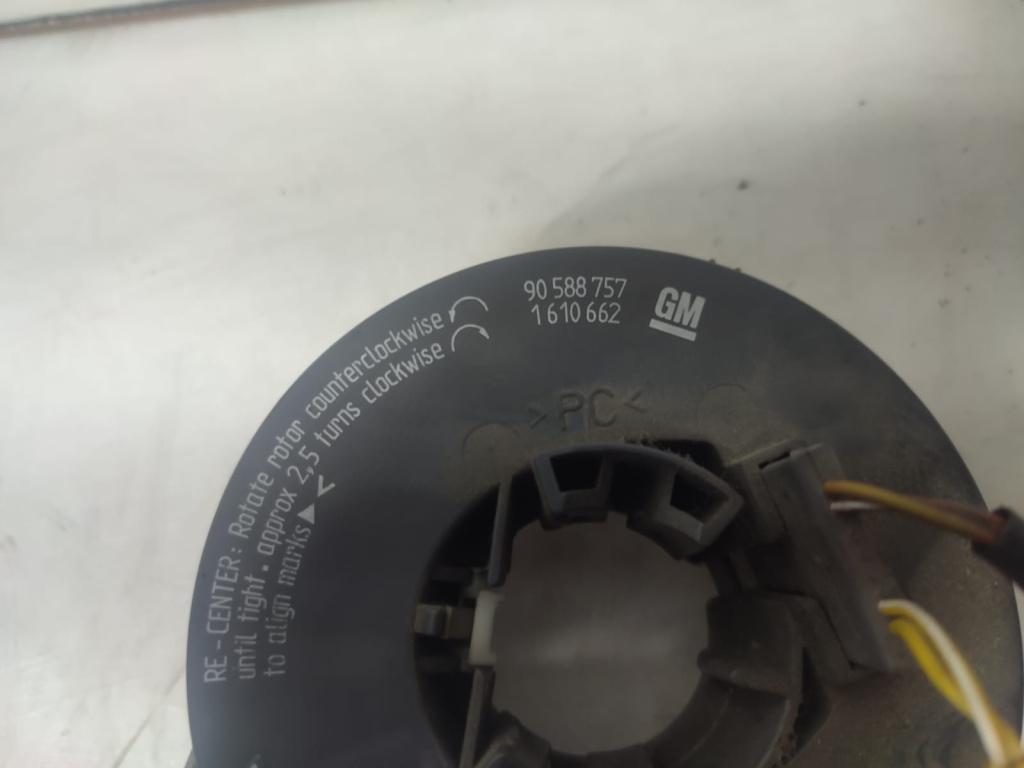 90 588 757
1 610 662
GM
RE-CENTER: Rotate rotor counterclockwise
until tight • approx 2,5 turns clockwise
to align marks
>PC<